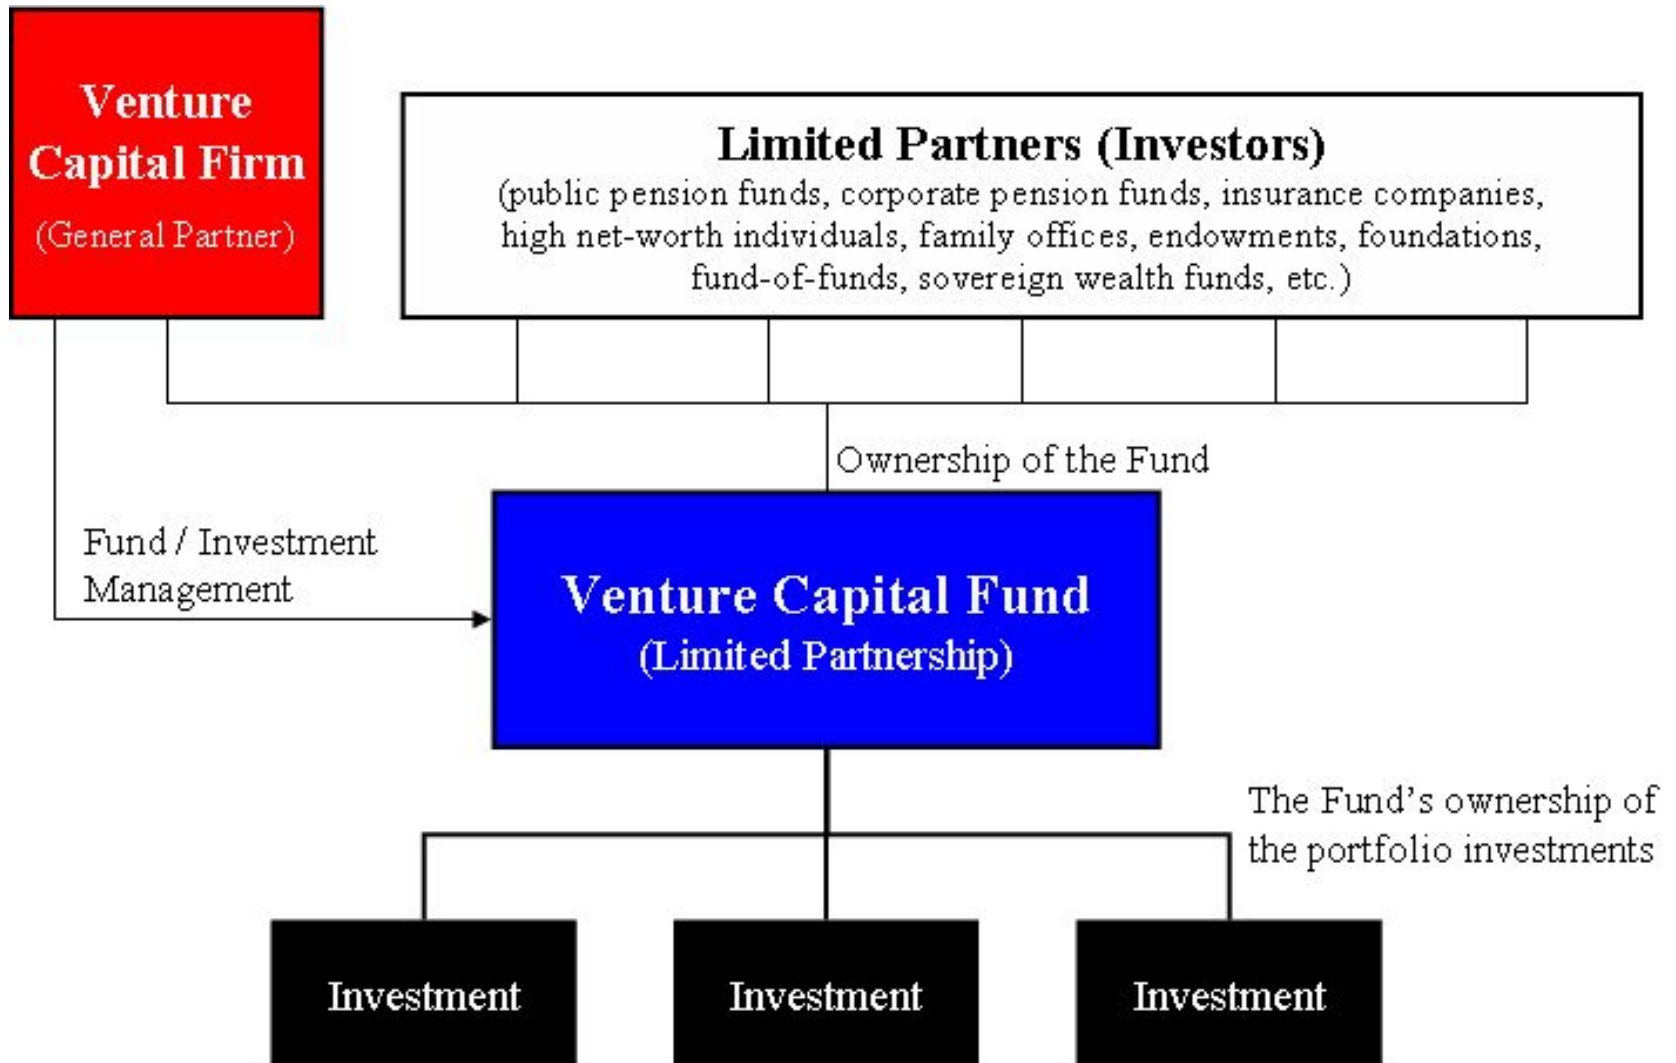 Venture
Capital Firm
(General Partner)
Limited Partners (Investors)
(public pension funds, corporate pension funds, insurance companies,
high net-worth individuals, family offices, endowments, foundations,
fund-of-funds, sovereign wealth funds, etc.)
Ownership of the Fund
Fund / Investment
Management
Venture Capital Fund
(Limited Partnership)
The Fund’s ownership of
the portfolio investments
Investment
Investment
Investment